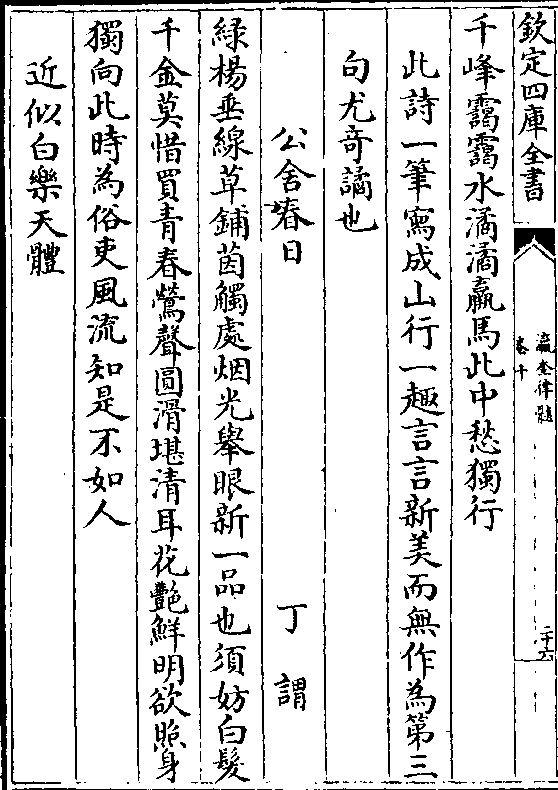 欽定四庫全書
瀛奎律髓
卷十
二十六
千峰靄靄水潏潏羸馬此中愁獨行
此詩一筆寫成山行一趣言言新美而無作為第三
句尤奇譎也
公舍春日 丁謂
綠楊垂線草鋪茵觸處烟光舉眼新一品也須妨白髮
千金莫惜買青春鶯聲圓滑堪清耳花艷鮮明欲照身
獨向此時為俗吏風流知是不如人
近似白樂天體